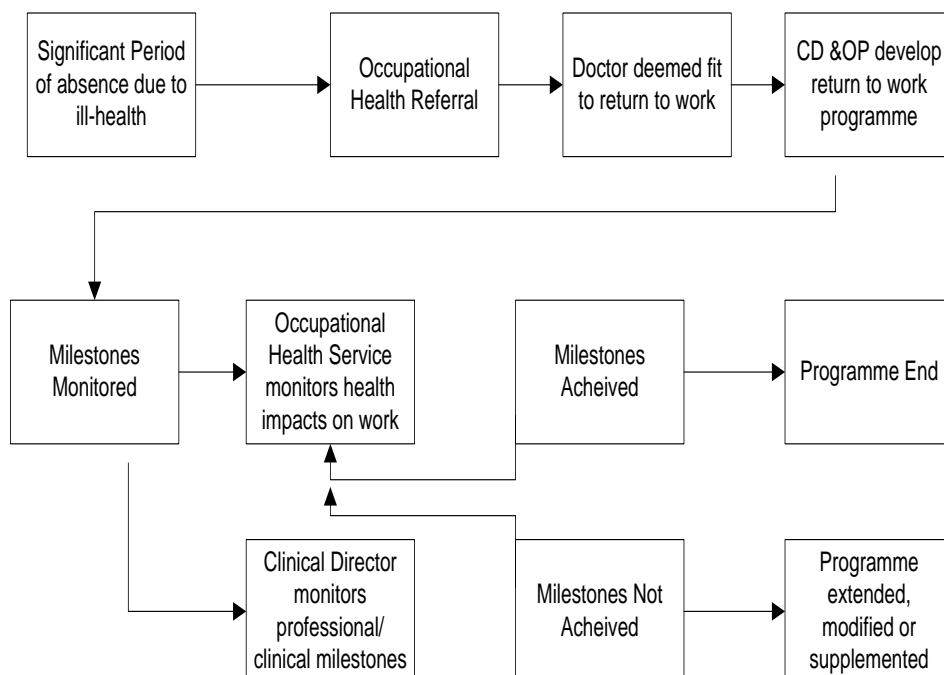 Significant Period
of absence due to
ill-health
Occupational
Health Referral
Doctor deemed fit
to return to work
CD &OP develop
return to work
programme
Milestones
Monitored
Occupational
Health Service
monitors health
impacts on work
Milestones
Acheived
Programme End
Clinical Director
monitors
professional/
clinical milestones
Milestones Not
Acheived
Programme
extended,
modified or
supplemented